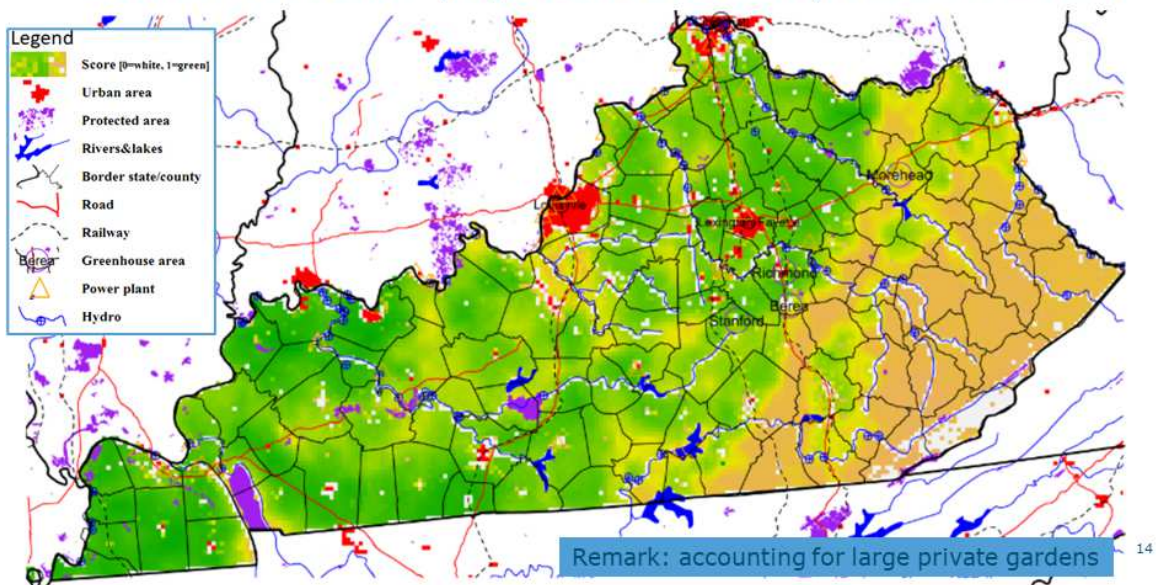 Legend
Score [0=white, 1=green]
Urban area
Protected area
Rivers&lakes
Border state/county
Road
Railway
Berea
Greenhouse area
Power plant
Hydro
Morehead
Lexington-Fayette
Richmond
Berea
Stanford
Remark: accounting for large private gardens
14